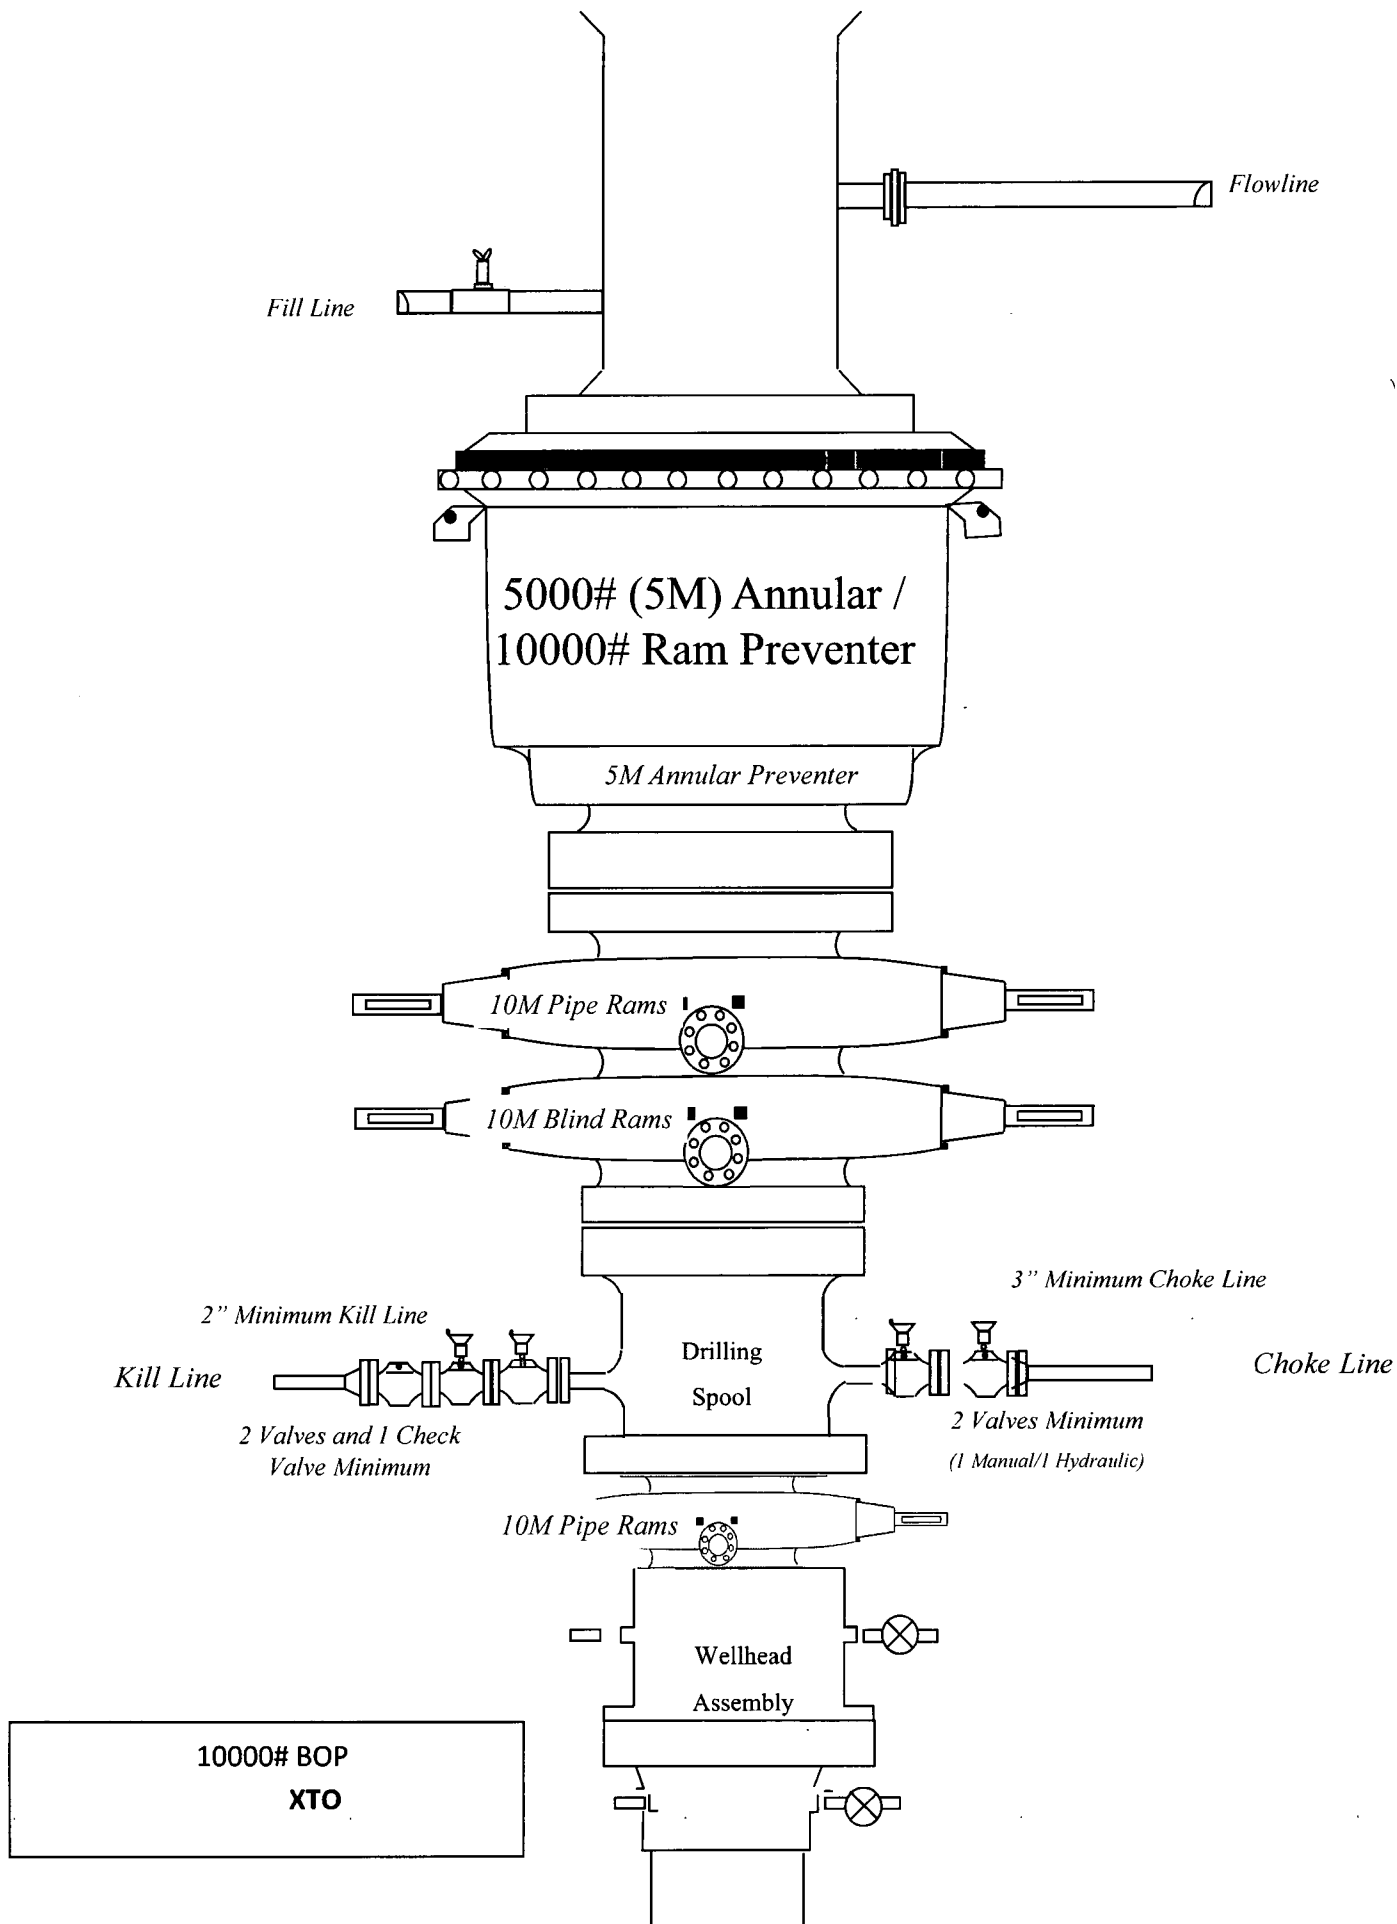 Flowline
Fill Line
5000# (5M) Annular /
10000# Ram Preventer
5M Annular Preventer
10M Pipe Rams
10M Blind Rams
3” Minimum Choke Line
2” Minimum Kill Line
Drilling
Spool
Kill Line
Choke Line
2 Valves and 1 Check
Valve Minimum
2 Valves Minimum
(1 Manual/1 Hydraulic)
10M Pipe Rams
Wellhead
Assembly
10000# BOP
XTO